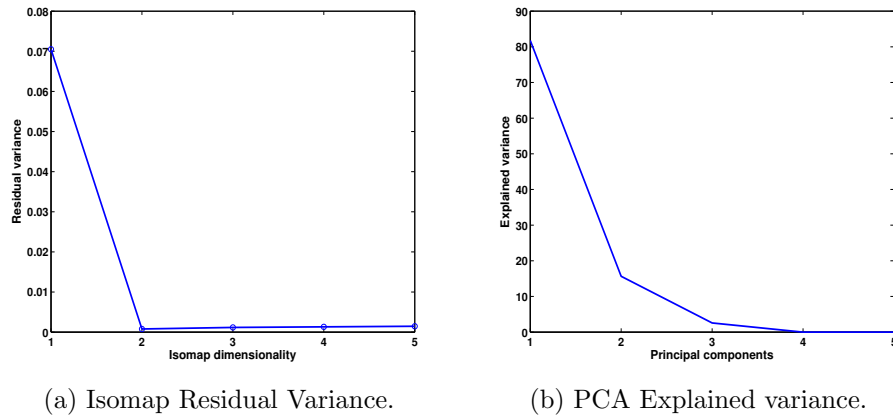 0.08
0.07
0.06
0.05
0.04
0.03
0.02
0.01
0
Residual variance
1 2 3 4 5
Isomap dimensionality
(a) Isomap Residual Variance.
90
80
70
60
50
40
30
20
10
0
Explained variance
1 2 3 4 5
Principal components
(b) PCA Explained variance.